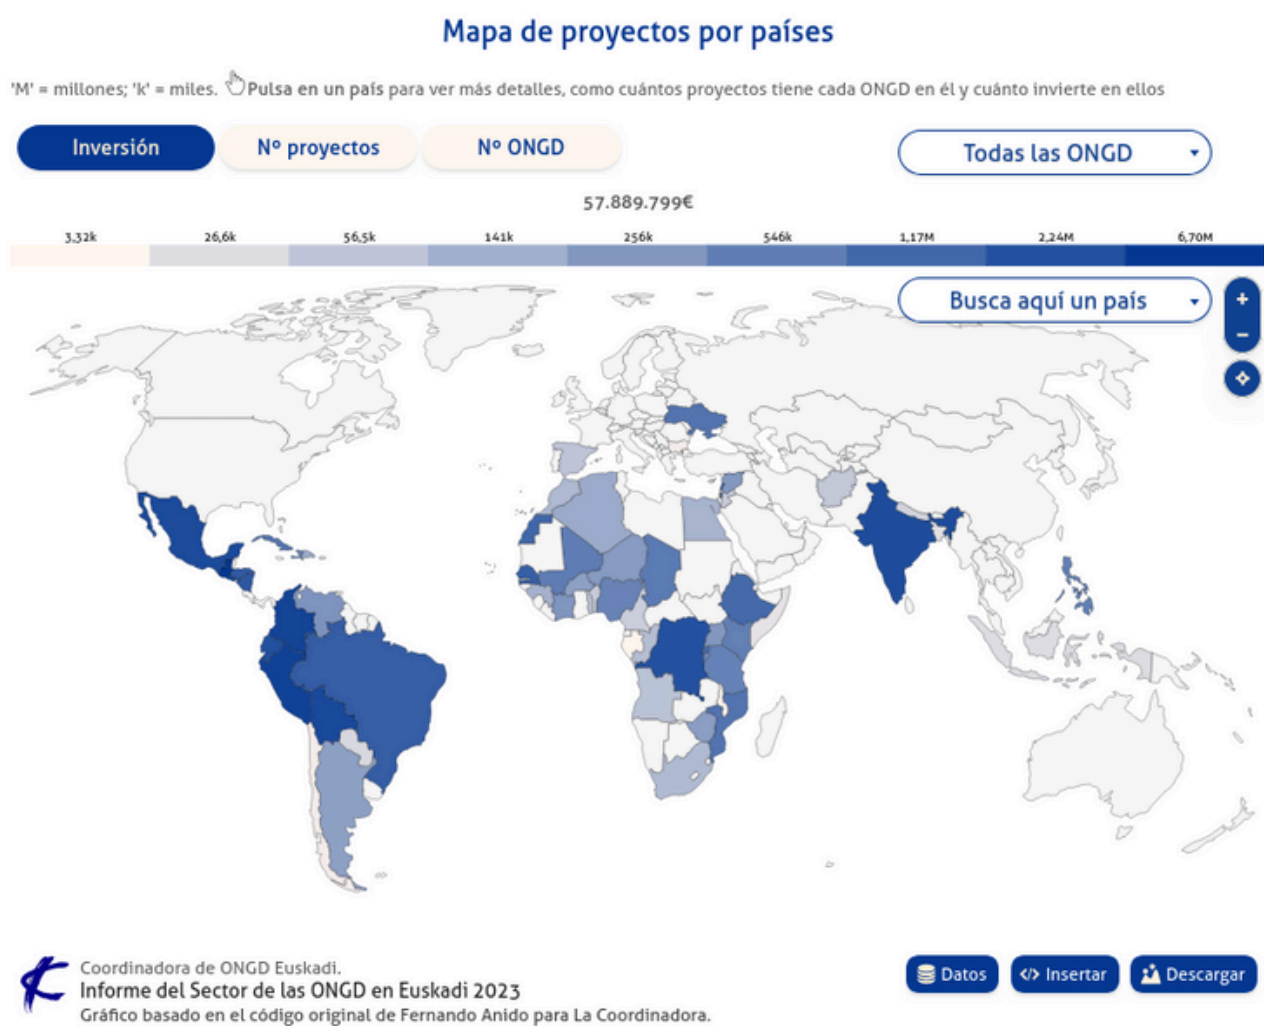 Mapa de proyectos por países
'M' = millones; 'k' = miles. Pulsa en un país para ver más detalles, como cuántos proyectos tiene cada ONGD en él y cuánto invierte en ellos
Inversión
Nº proyectos
Nº ONGD
Todas las ONGD
57.889.799€
3,32k 26,6k 56,5k 141k 256k 546k 1,17M 2,24M 6,70M
Busca aquí un país
+
−
Coordinadora de ONGD Euskadi.
Informe del Sector de las ONGD en Euskadi 2023
Gráfico basado en el código original de Fernando Anido para La Coordinadora.
Datos
</> Insertar
Descargar